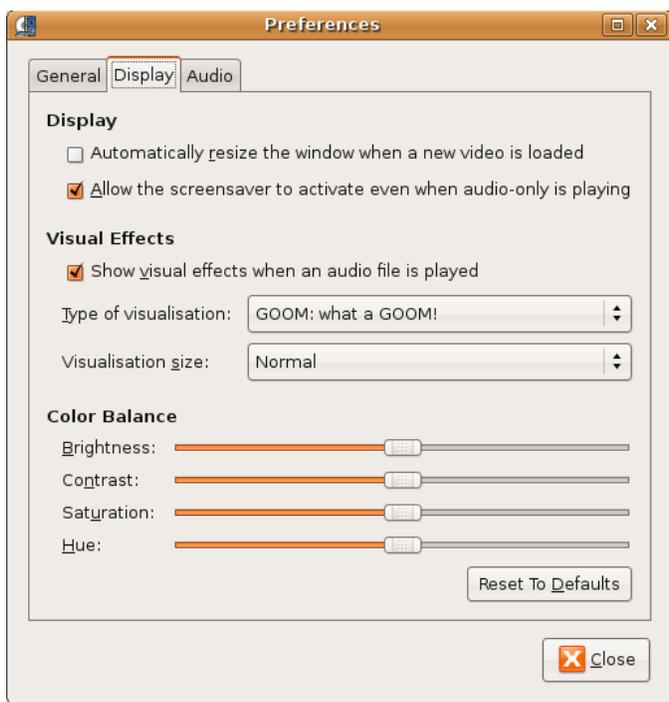 Preferences
General Display Audio
Display
Automatically resize the window when a new video is loaded
Allow the screensaver to activate even when audio-only is playing
Visual Effects
Show visual effects when an audio file is played
Type of visualisation: GOOM: what a GOOM!
Visualisation size: Normal
Color Balance
Brightness:
Contrast:
Saturation:
Hue:
Reset To Defaults
Close